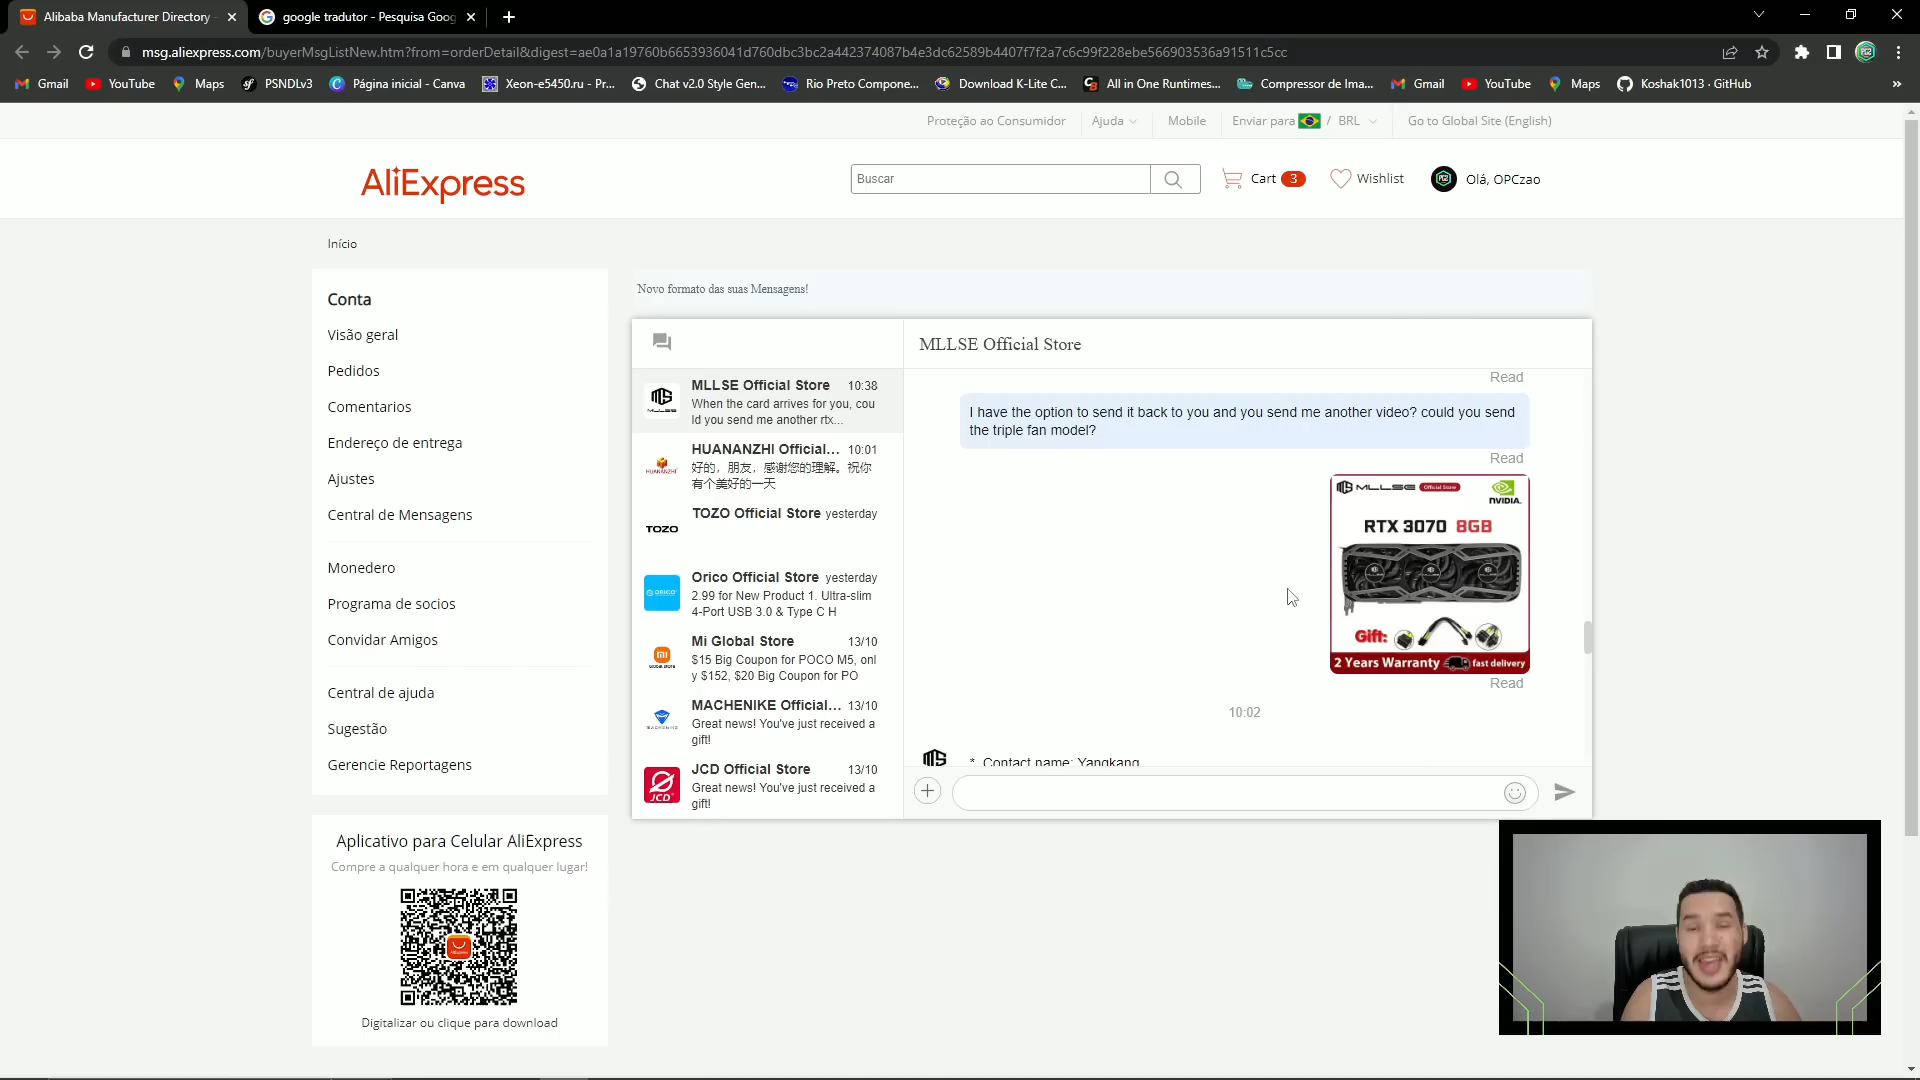 Alibaba Manufacturer Directory -
google tradutor - Pesquisa Goog
msg.aliexpress.com/buyerMsgListNew.htm?from=orderDetail&digest=ae0a1a19760b6653936041d760dbc3bc2a442374087b4e3dc62589b4407f7f2a7c6c99f228ebe566903536a91511c5cc
Gmail
YouTube
Maps
PSNDLv3
Página inicial - Canva
Xeon-e5450.ru - Pr...
Chat v2.0 Style Gen...
Rio Preto Compone...
Download K-Lite C...
All in One Runtimes...
Compressor de Ima...
Gmail
YouTube
Maps
Koshak1013 · GitHub
»
Proteção ao Consumidor
Ajuda
Mobile
Enviar para / BRL
Go to Global Site (English)
AliExpress
Buscar
Cart 3
Wishlist
Olá, OPCzao
Início
Conta
Visão geral
Pedidos
Comentarios
Endereço de entrega
Ajustes
Central de Mensagens
Monedero
Programa de socios
Convidar Amigos
Central de ajuda
Sugestão
Gerencie Reportagens
Aplicativo para Celular AliExpress
Compre a qualquer hora e em qualquer lugar!
Digitalizar ou clique para download
Novo formato das suas Mensagens!
MLLSE Official Store 10:38
When the card arrives for you, cou
ld you send me another rtx...
HUANANZHI Official... 10:01
好的，朋友，感谢您的理解。祝你
有个美好的一天
HUANANZHI
TOZO Official Store yesterday
TOZO
Orico Official Store yesterday
2.99 for New Product 1. Ultra-slim
4-Port USB 3.0 & Type C H
ORICO
Mi Global Store 13/10
$15 Big Coupon for POCO M5, onl
y $152, $20 Big Coupon for PO
MACHENIKE Official... 13/10
Great news! You've just received a
gift!
JCD Official Store 13/10
Great news! You've just received a
gift!
JCD
MLLSE Official Store
Read
I have the option to send it back to you and you send me another video? could you send
the triple fan model?
Read
MLLSE Official Store
NVIDIA.
RTX 3070 8GB
Gift:
2 Years Warranty fast delivery
Read
10:02
* Contact name: Yangkang